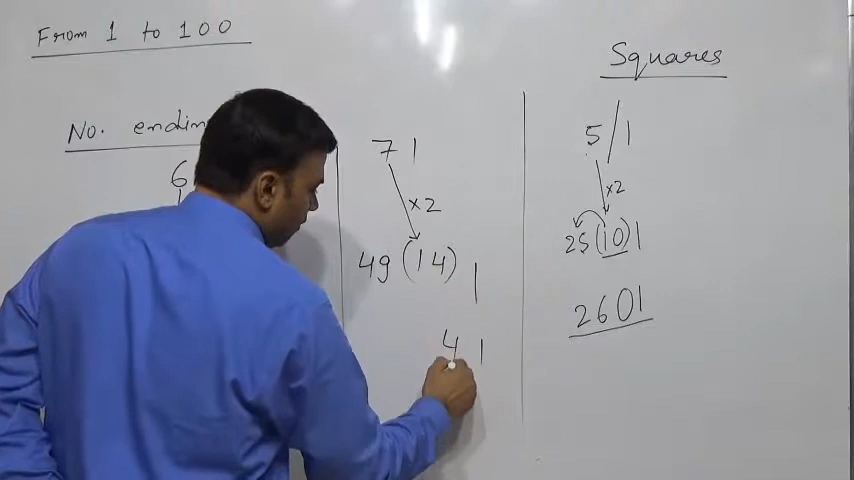 From 1 to 100
Squares
No.
6
7 1
×2
49 (14) 1
4 1
5/1
×2
25 (10) 1
2601